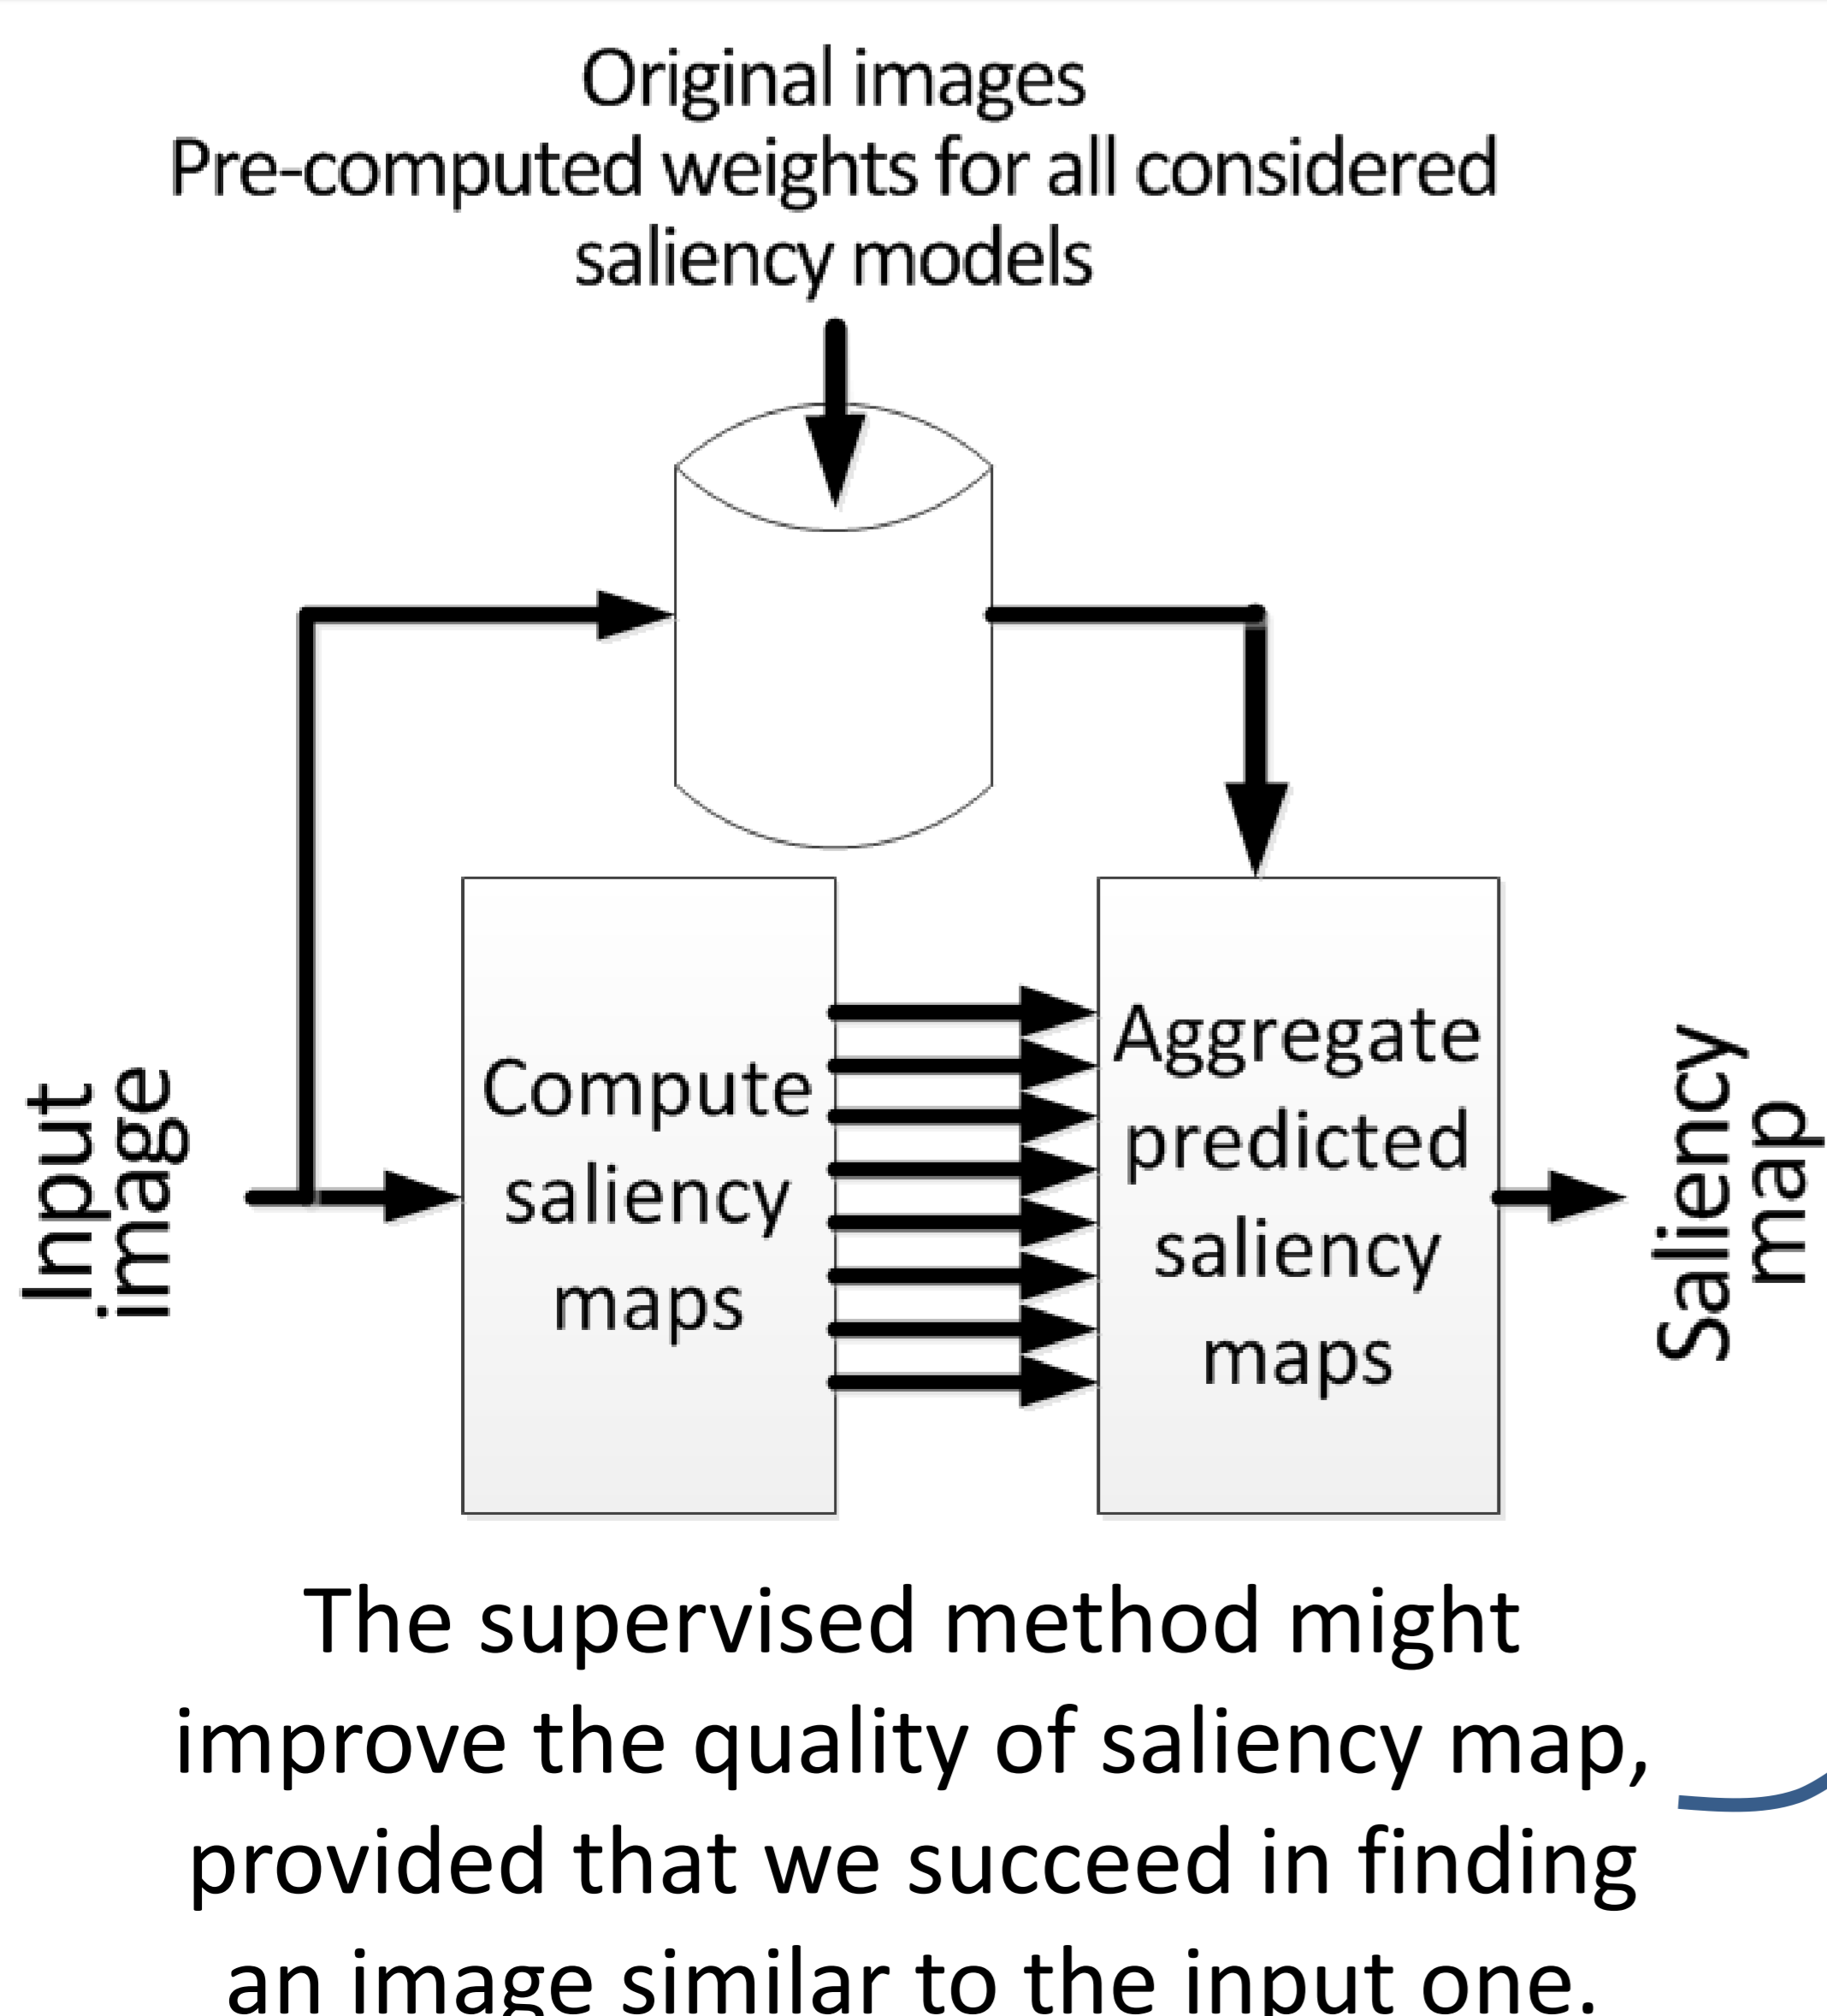 Original images
Pre-computed weights for all considered
saliency models
Input
image
Compute
saliency
maps
Aggregate
predicted
saliency
maps
Saliency
map
The supervised method might
improve the quality of saliency map,
provided that we succeed in finding
an image similar to the input one.